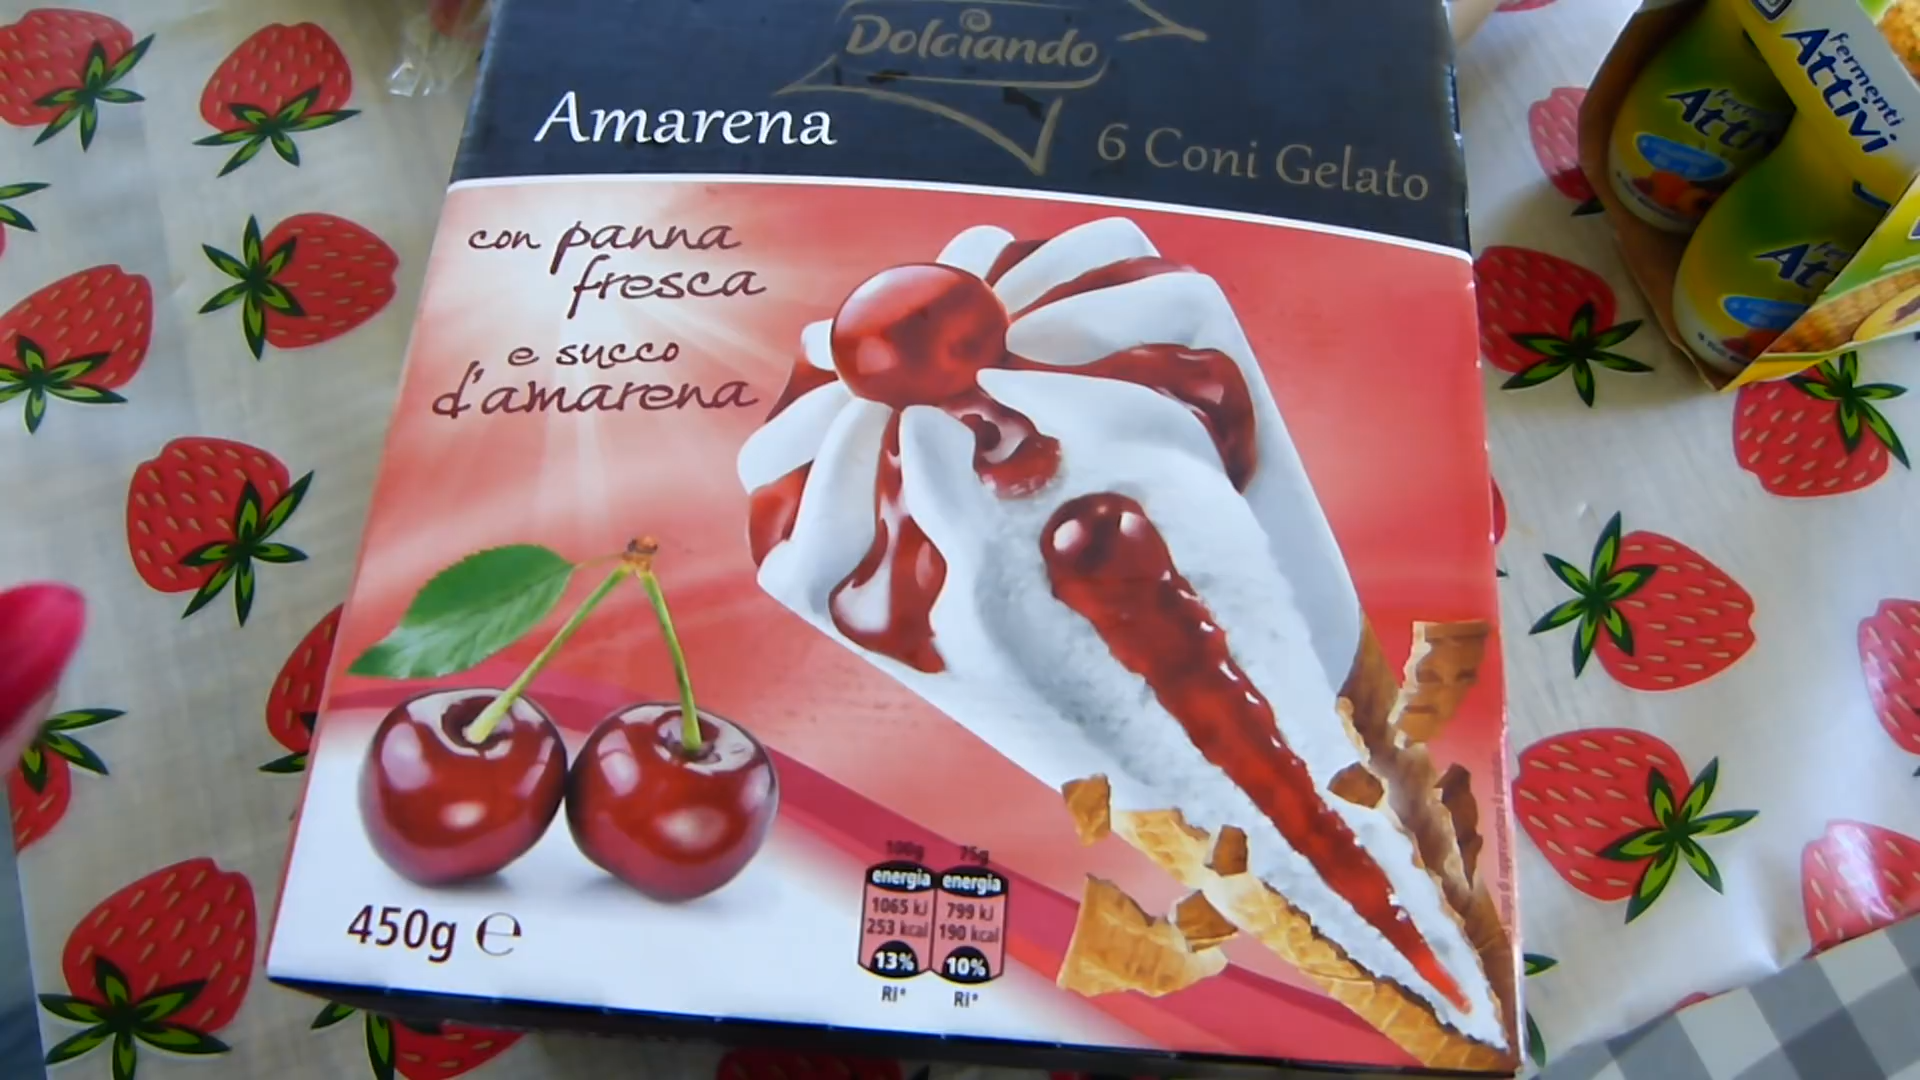 Dolciando
Amarena
6 Coni Gelato
con panna
fresca
e succo
d'amarena
450g ℮
100g 75g
energia energia
1065 kJ 799 kJ
253 kcal 190 kcal
13% 10%
RI* RI*
Fermenti
Attivi